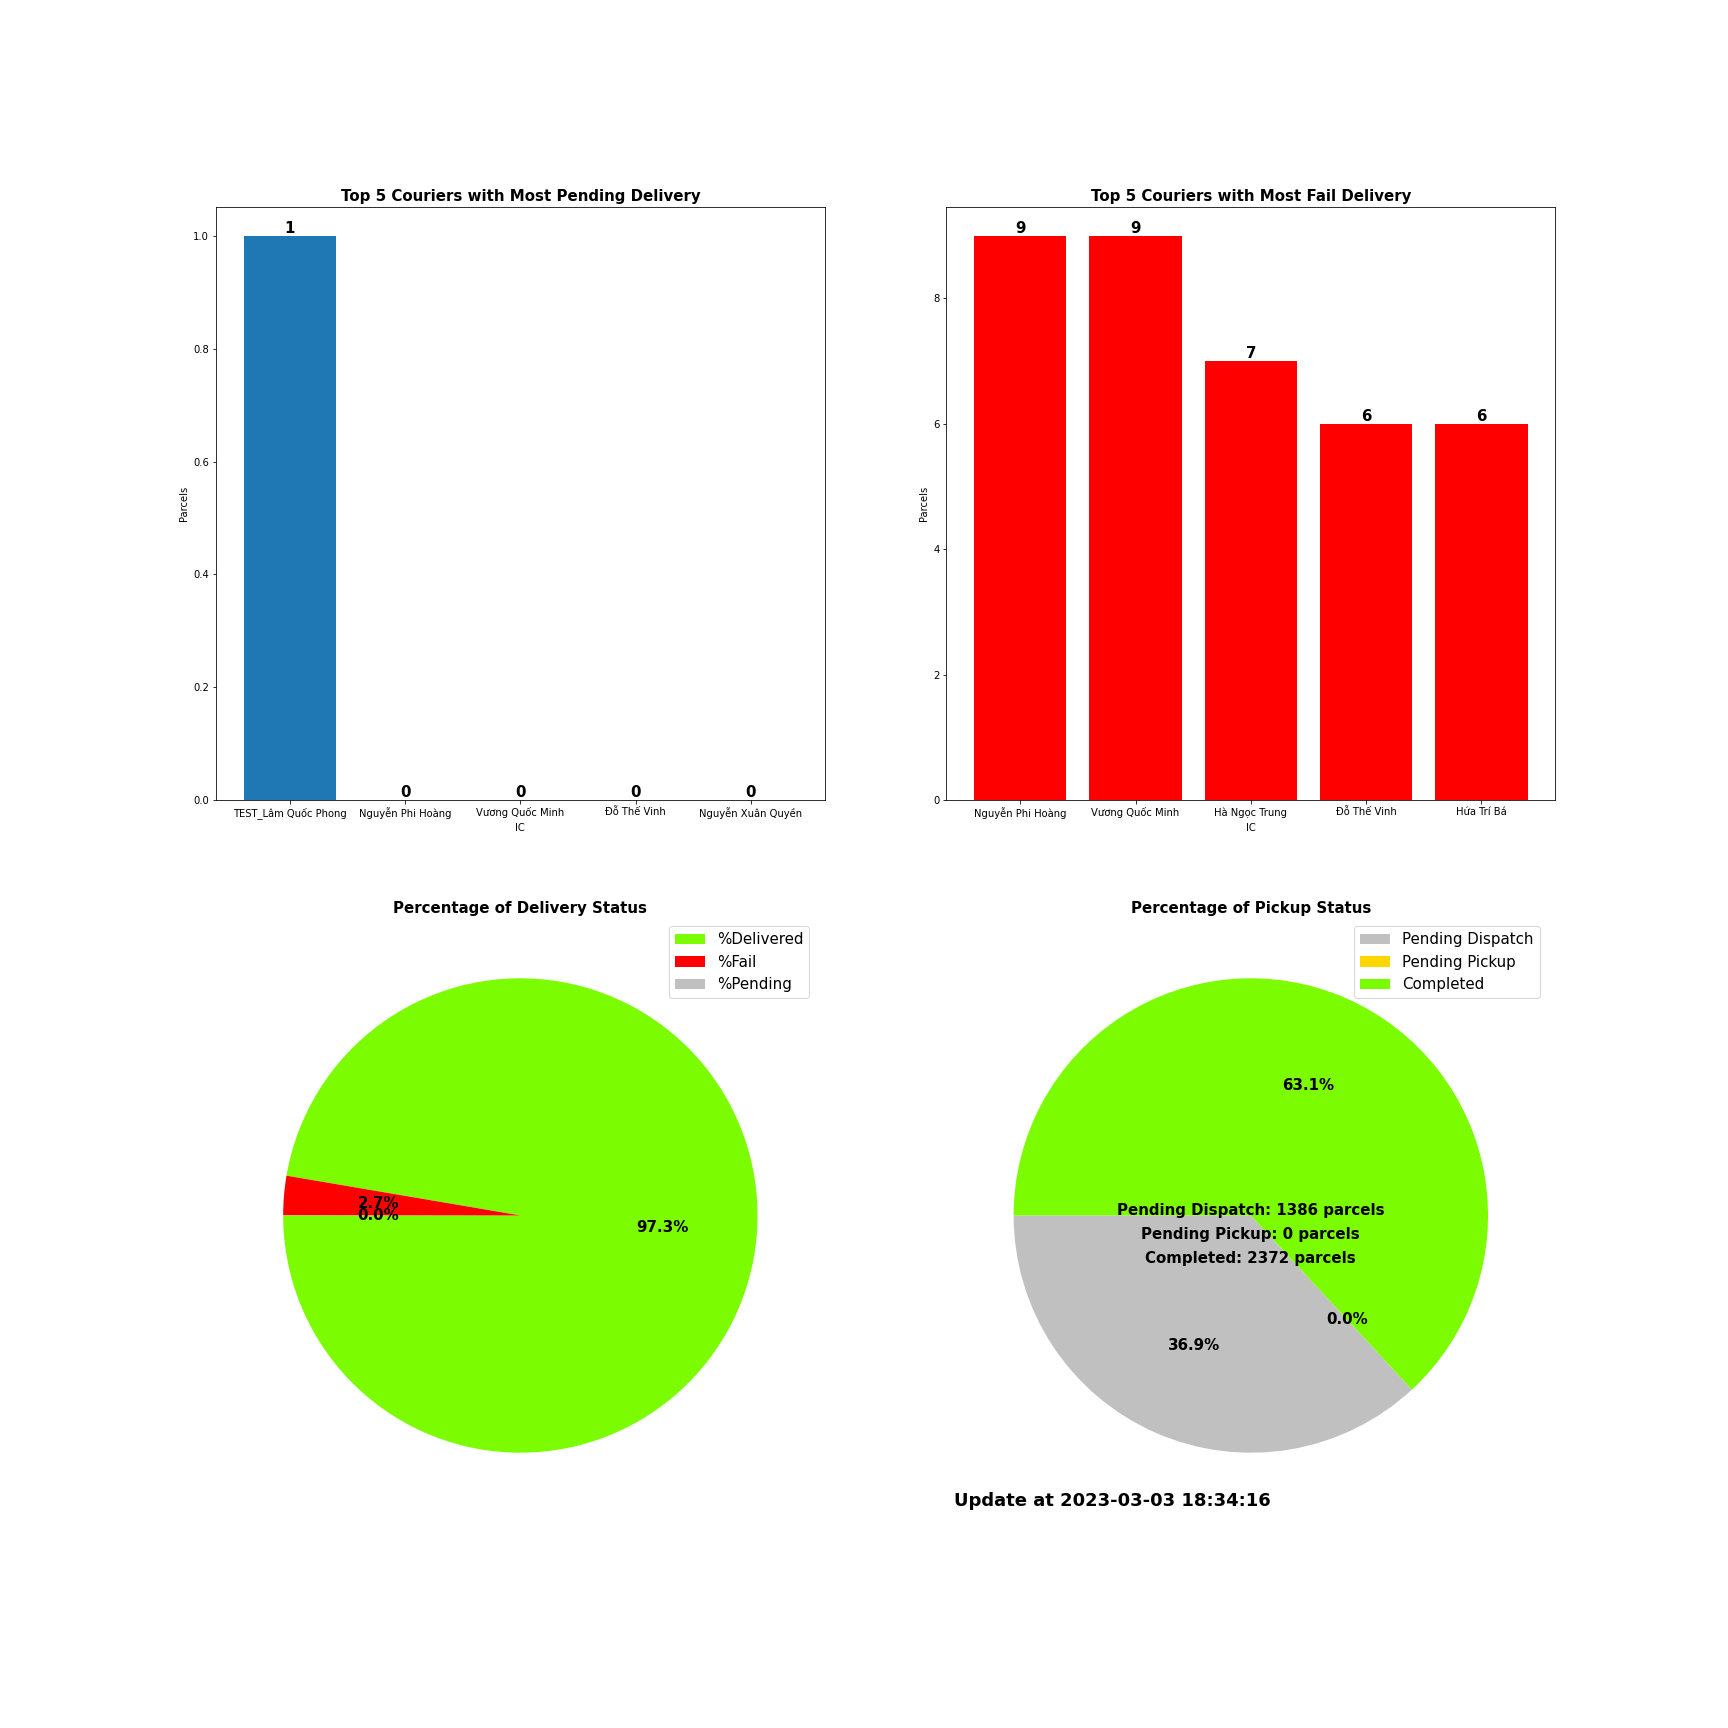 Top 5 Couriers with Most Pending Delivery
1
1.0
0.8
0.6
0.4
0.2
0.0
Parcels
0 0 0 0
TEST_Lâm Quốc Phong Nguyễn Phi Hoàng Vương Quốc Minh Đỗ Thế Vinh Nguyễn Xuân Quyền
IC
Top 5 Couriers with Most Fail Delivery
9 9
7
6 6
8
6
4
2
0
Parcels
Nguyễn Phi Hoàng Vương Quốc Minh Hà Ngọc Trung Đỗ Thế Vinh Hứa Trí Bá
IC
Percentage of Delivery Status
%Delivered
%Fail
%Pending
2.7%
0.0%
97.3%
Percentage of Pickup Status
Pending Dispatch
Pending Pickup
Completed
63.1%
Pending Dispatch: 1386 parcels
Pending Pickup: 0 parcels
Completed: 2372 parcels
0.0%
36.9%
Update at 2023-03-03 18:34:16